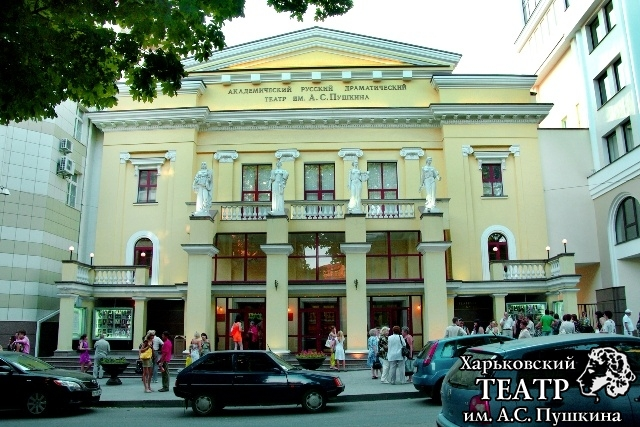 АКАДЕМИЧЕСКИЙ РУССКИЙ ДРАМАТИЧЕСКИЙ
ТЕАТР ИМ. А.С.ПУШКИНА
Харьковский
ТЕАТР
им. А.С. Пушкина